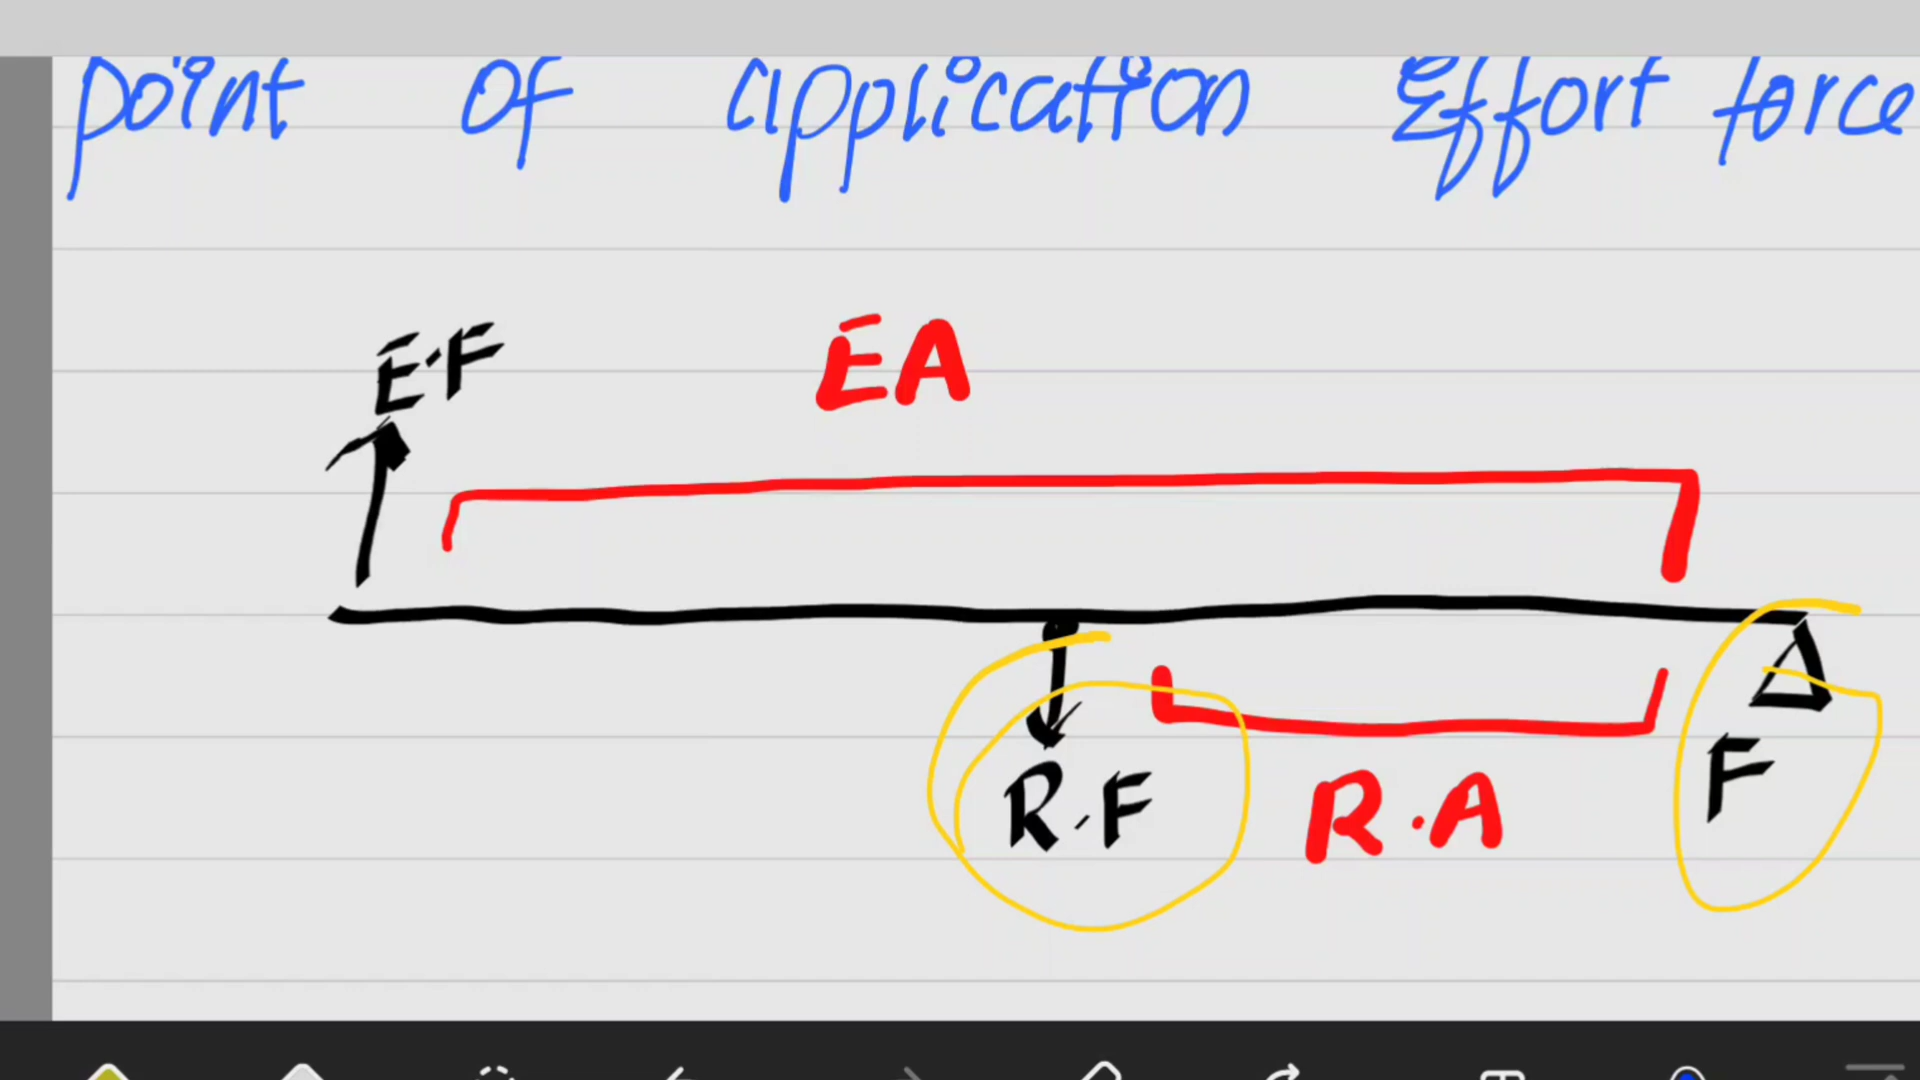 point of application Effort force
E.F
EA
R.F
R.A
F